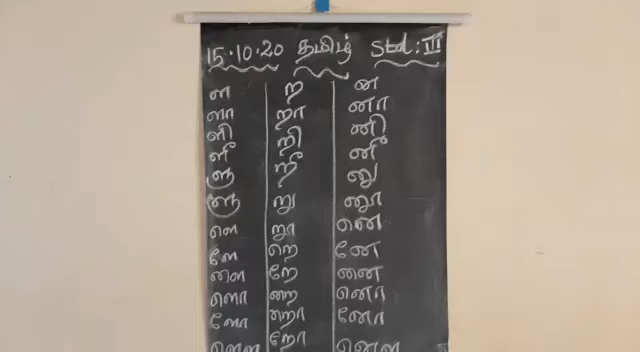 15.10.20 தமிழ் Std : III
ள ற ன
ளா றா னா
ளி றி னி
ளீ றீ னீ
ளு று னு
ளூ றூ னூ
ளெ றெ னெ
ளே றே னே
ளை றை னை
ளொ றொ னொ
ளோ றோ னோ
ளௌ னௌ